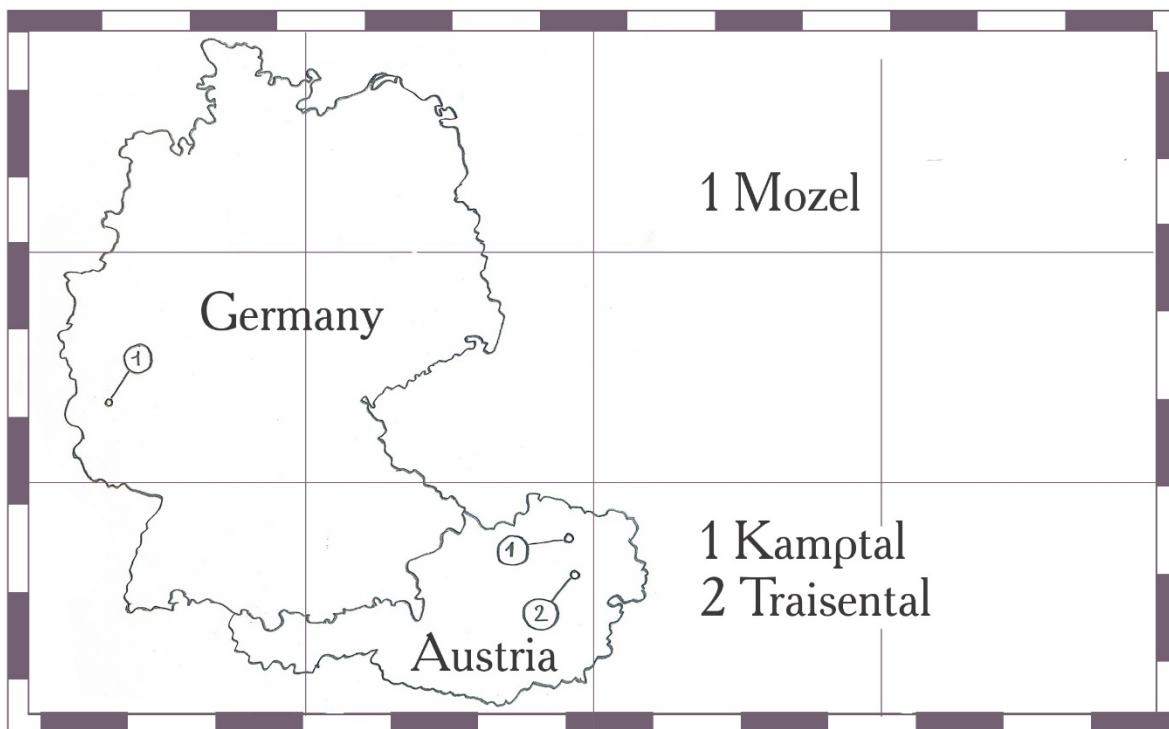 1 Mozel
Germany
1
1 Kamptal
2 Traisental
1
2
Austria